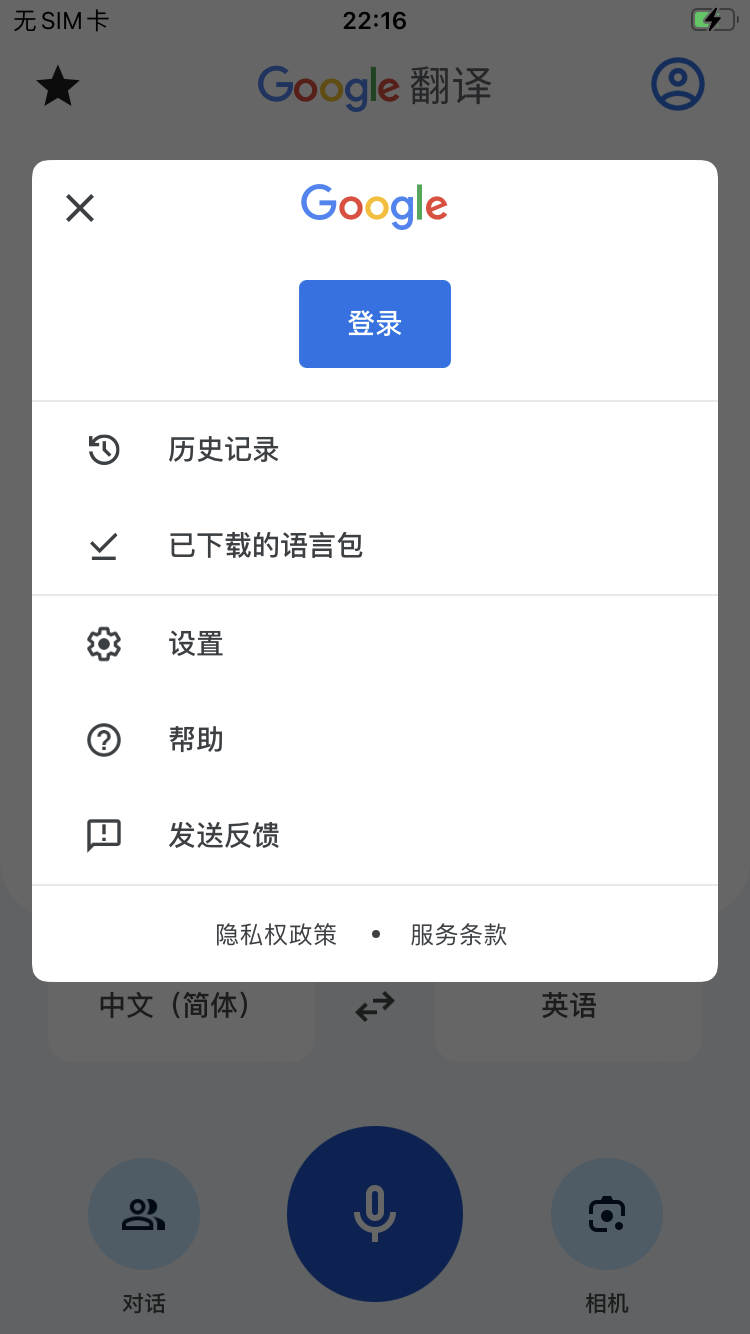 无 SIM 卡 22:16
Google 翻译
Google
登录
历史记录
已下载的语言包
设置
帮助
发送反馈
隐私权政策 • 服务条款
中文（简体） 英语
对话 相机